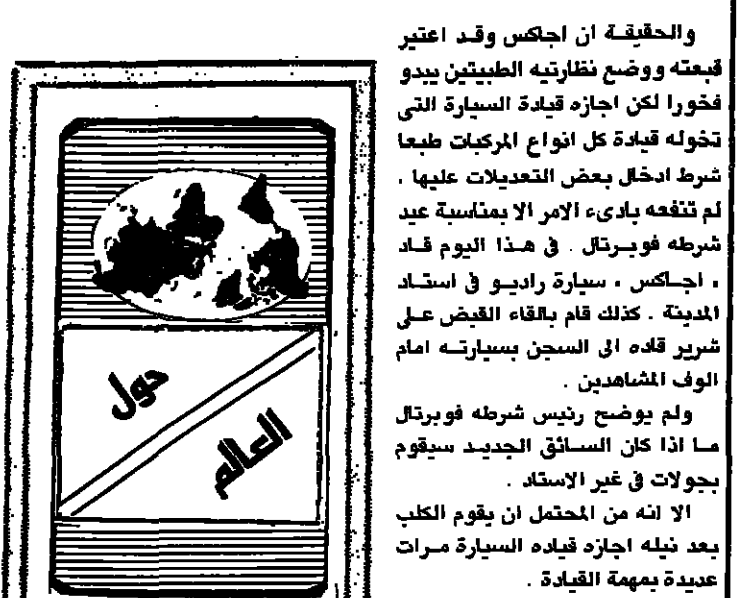 والحقيقة ان اجاكس وقد اعتبر
قبعته ووضع نظارتيه الطبيتين يبدو
فخورا لكن اجازه قيادة السيارة التى
تخوله قيادة كل انواع المركبات طبعا
شرط ادخال بعض التعديلات عليها .
لم تنفعه بادىء الامر الا بمناسبة عيد
شرطه فوبرتال . فى هذا اليوم قاد
، اجاكس ، سيارة راديو فى استاد
المدينة . كذلك قام بالقاء القبض على
شرير قاده الى السجن بسيارته امام
الوف المشاهدين .
ولم يوضح رئيس شرطه فوبرتال
ما اذا كان السائق الجديد سيقوم
بجولات فى غير الاستاد .
الا انه من المحتمل ان يقوم الكلب
بعد نيله اجازه قياده السيارة مرات
عديدة بمهمة القيادة .
حول
العالم